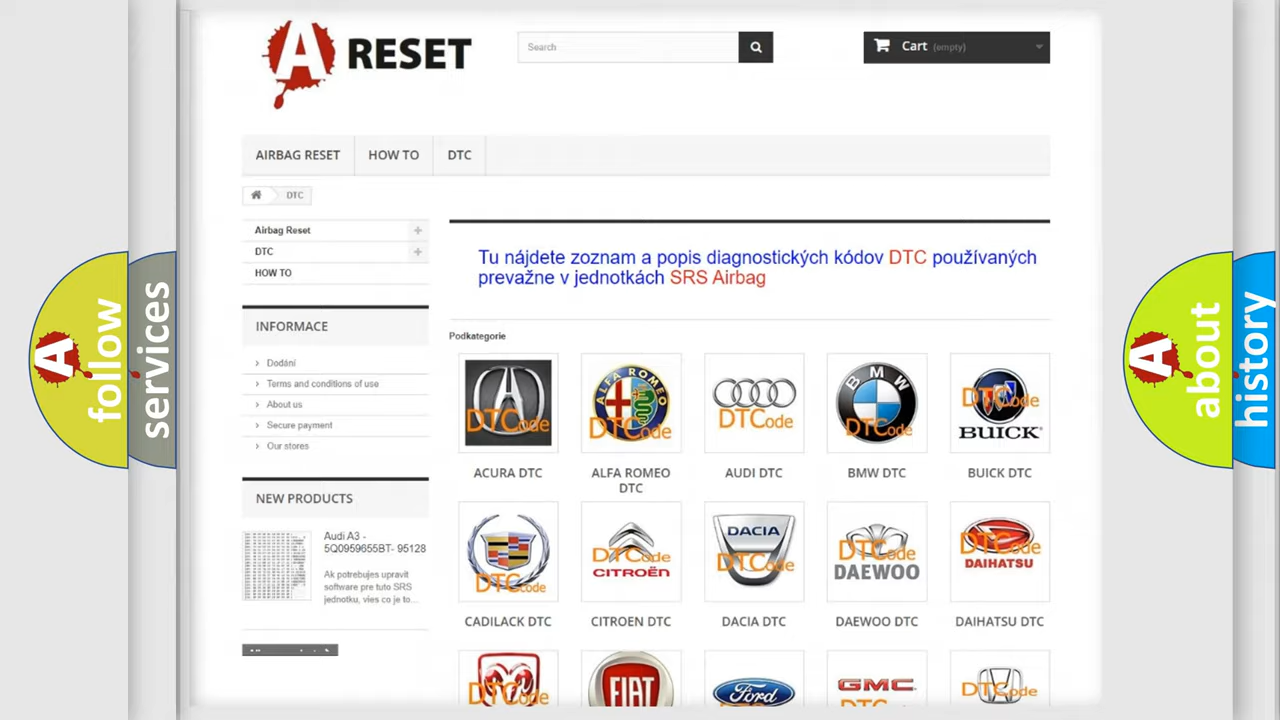 A RESET
Search
Cart (empty)
AIRBAG RESET
HOW TO
DTC
DTC
Airbag Reset
DTC
HOW TO
Tu nájdete zoznam a popis diagnostických kódov DTC používaných
prevažne v jednotkách SRS Airbag
INFORMACE
Dodání
Terms and conditions of use
About us
Secure payment
Our stores
NEW PRODUCTS
Audi A3 -
5Q0959655BT- 95128
Ak potrebujes upravit
software pre tuto SRS
jednotku, vies co je to...
Podkategorie
DTCode
ALFA ROMEO
DTCode
DTCode
BMW
DTCode
DTCode
BUICK
ACURA DTC
ALFA ROMEO
DTC
AUDI DTC
BMW DTC
BUICK DTC
DTCode
DTCode
CITROËN
DACIA
DTCode
DTCode
DAEWOO
DTCode
DAIHATSU
CADILACK DTC
CITROEN DTC
DACIA DTC
DAEWOO DTC
DAIHATSU DTC
DTCode
FIAT
Ford
GMC
DTCode
A follow
services
A about
history